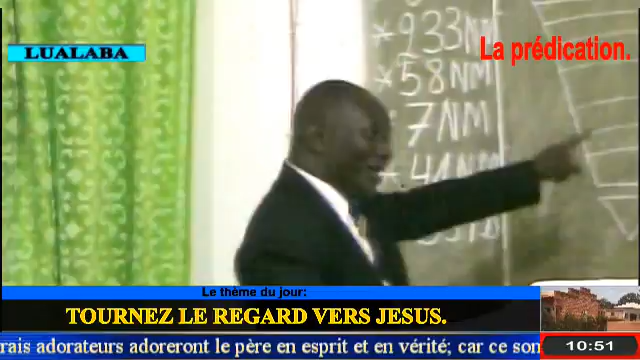 LUALABA
La prédication.
*933NM
*58NM
*7NM
Le thème du jour:
TOURNEZ LE REGARD VERS JESUS.
rais adorateurs adoreront le père en esprit et en vérité; car ce son
10:51